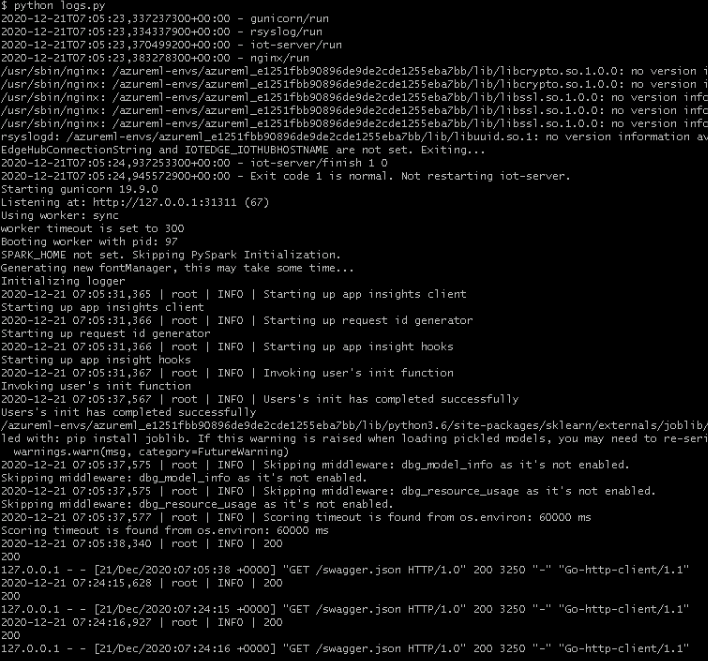 $ python logs.py
2020-12-21T07:05:23,337237300+00:00 - gunicorn/run
2020-12-21T07:05:23,334337900+00:00 - rsyslog/run
2020-12-21T07:05:23,370499200+00:00 - iot-server/run
2020-12-21T07:05:23,383278300+00:00 - nginx/run
/usr/sbin/nginx: /azureml-envs/azureml_e1251fbb90896de9de2cde1255eba7bb/lib/libcrypto.so.1.0.0: no version i
/usr/sbin/nginx: /azureml-envs/azureml_e1251fbb90896de9de2cde1255eba7bb/lib/libcrypto.so.1.0.0: no version i
/usr/sbin/nginx: /azureml-envs/azureml_e1251fbb90896de9de2cde1255eba7bb/lib/libssl.so.1.0.0: no version info
/usr/sbin/nginx: /azureml-envs/azureml_e1251fbb90896de9de2cde1255eba7bb/lib/libssl.so.1.0.0: no version info
/usr/sbin/nginx: /azureml-envs/azureml_e1251fbb90896de9de2cde1255eba7bb/lib/libssl.so.1.0.0: no version info
rsyslogd: /azureml-envs/azureml_e1251fbb90896de9de2cde1255eba7bb/lib/libuuid.so.1: no version information av
EdgeHubConnectionString and IOTEDGE_IOTHUBHOSTNAME are not set. Exiting...
2020-12-21T07:05:24,937253300+00:00 - iot-server/finish 1 0
2020-12-21T07:05:24,945572900+00:00 - Exit code 1 is normal. Not restarting iot-server.
Starting gunicorn 19.9.0
Listening at: http://127.0.0.1:31311 (67)
Using worker: sync
worker timeout is set to 300
Booting worker with pid: 97
SPARK_HOME not set. Skipping PySpark Initialization.
Generating new fontManager, this may take some time...
Initializing logger
2020-12-21 07:05:31,365 | root | INFO | Starting up app insights client
Starting up app insights client
2020-12-21 07:05:31,366 | root | INFO | Starting up request id generator
Starting up request id generator
2020-12-21 07:05:31,366 | root | INFO | Starting up app insight hooks
Starting up app insight hooks
2020-12-21 07:05:31,367 | root | INFO | Invoking user's init function
Invoking user's init function
2020-12-21 07:05:37,567 | root | INFO | Users's init has completed successfully
Users's init has completed successfully
/azureml-envs/azureml_e1251fbb90896de9de2cde1255eba7bb/lib/python3.6/site-packages/sklearn/externals/joblib/
led with: pip install joblib. If this warning is raised when loading pickled models, you may need to re-seri
  warnings.warn(msg, category=FutureWarning)
2020-12-21 07:05:37,575 | root | INFO | Skipping middleware: dbg_model_info as it's not enabled.
Skipping middleware: dbg_model_info as it's not enabled.
2020-12-21 07:05:37,575 | root | INFO | Skipping middleware: dbg_resource_usage as it's not enabled.
Skipping middleware: dbg_resource_usage as it's not enabled.
2020-12-21 07:05:37,577 | root | INFO | Scoring timeout is found from os.environ: 60000 ms
Scoring timeout is found from os.environ: 60000 ms
2020-12-21 07:05:38,340 | root | INFO | 200
200
127.0.0.1 - - [21/Dec/2020:07:05:38 +0000] "GET /swagger.json HTTP/1.0" 200 3250 "-" "Go-http-client/1.1"
2020-12-21 07:24:15,628 | root | INFO | 200
200
127.0.0.1 - - [21/Dec/2020:07:24:15 +0000] "GET /swagger.json HTTP/1.0" 200 3250 "-" "Go-http-client/1.1"
2020-12-21 07:24:16,927 | root | INFO | 200
200
127.0.0.1 - - [21/Dec/2020:07:24:16 +0000] "GET /swagger.json HTTP/1.0" 200 3250 "-" "Go-http-client/1.1"